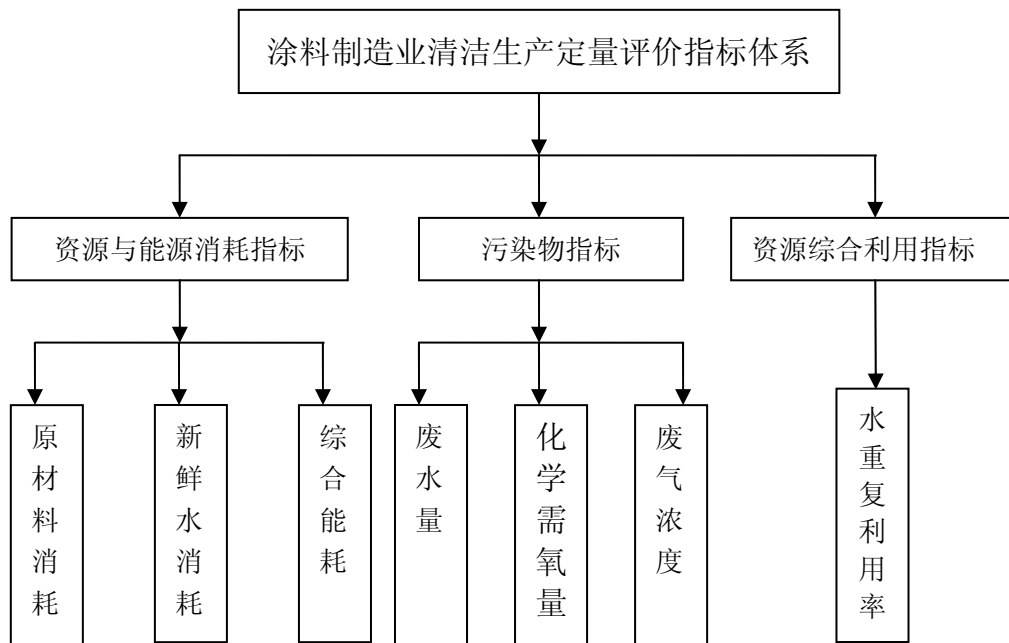 涂料制造业清洁生产定量评价指标体系
资源与能源消耗指标
污染物指标
资源综合利用指标
原材料消耗
新鲜水消耗
综合能耗
废水量
化学需氧量
废气浓度
水重复利用率